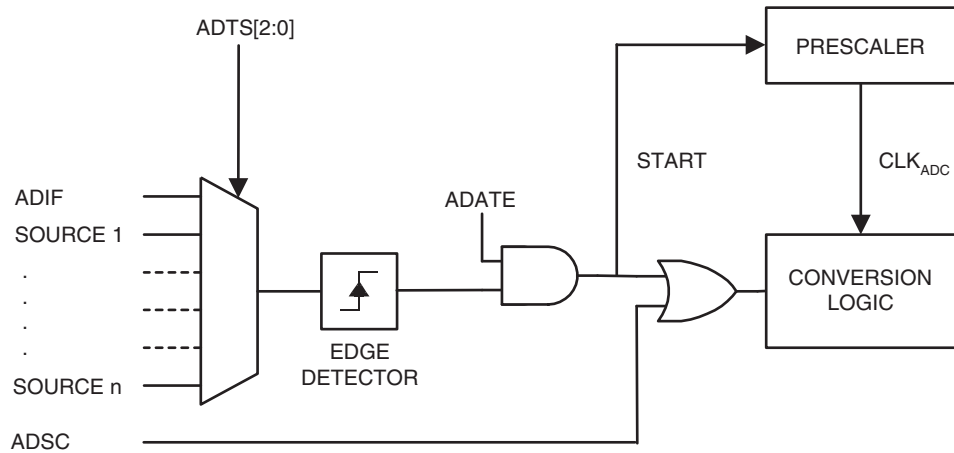 ADTS[2:0]
PRESCALER
START
CLKADC
ADIF
ADATE
SOURCE 1
.
.
.
.
CONVERSION
LOGIC
EDGE
DETECTOR
SOURCE n
ADSC